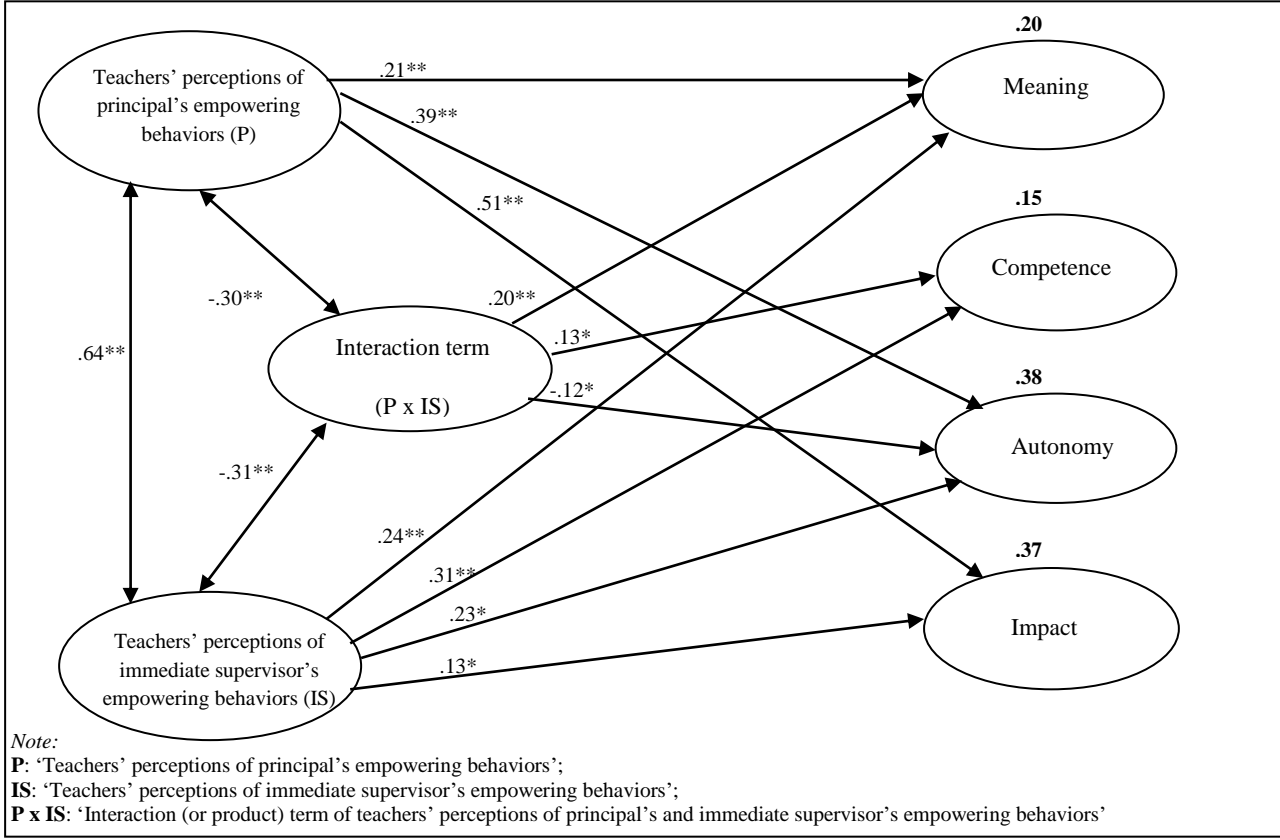 .20
Teachers’ perceptions of
principal’s empowering
behaviors (P)
.21**
Meaning
.39**
.51**
.15
Competence
-.30**
.20**
.13*
Interaction term
(P x IS)
.64**
-.12*
.38
Autonomy
-.31**
.24**
.31**
.23*
.13*
.37
Impact
Teachers’ perceptions of
immediate supervisor’s
empowering behaviors (IS)
Note:
P: ‘Teachers’ perceptions of principal’s empowering behaviors’;
IS: ‘Teachers’ perceptions of immediate supervisor’s empowering behaviors’;
P x IS: ‘Interaction (or product) term of teachers’ perceptions of principal’s and immediate supervisor’s empowering behaviors’